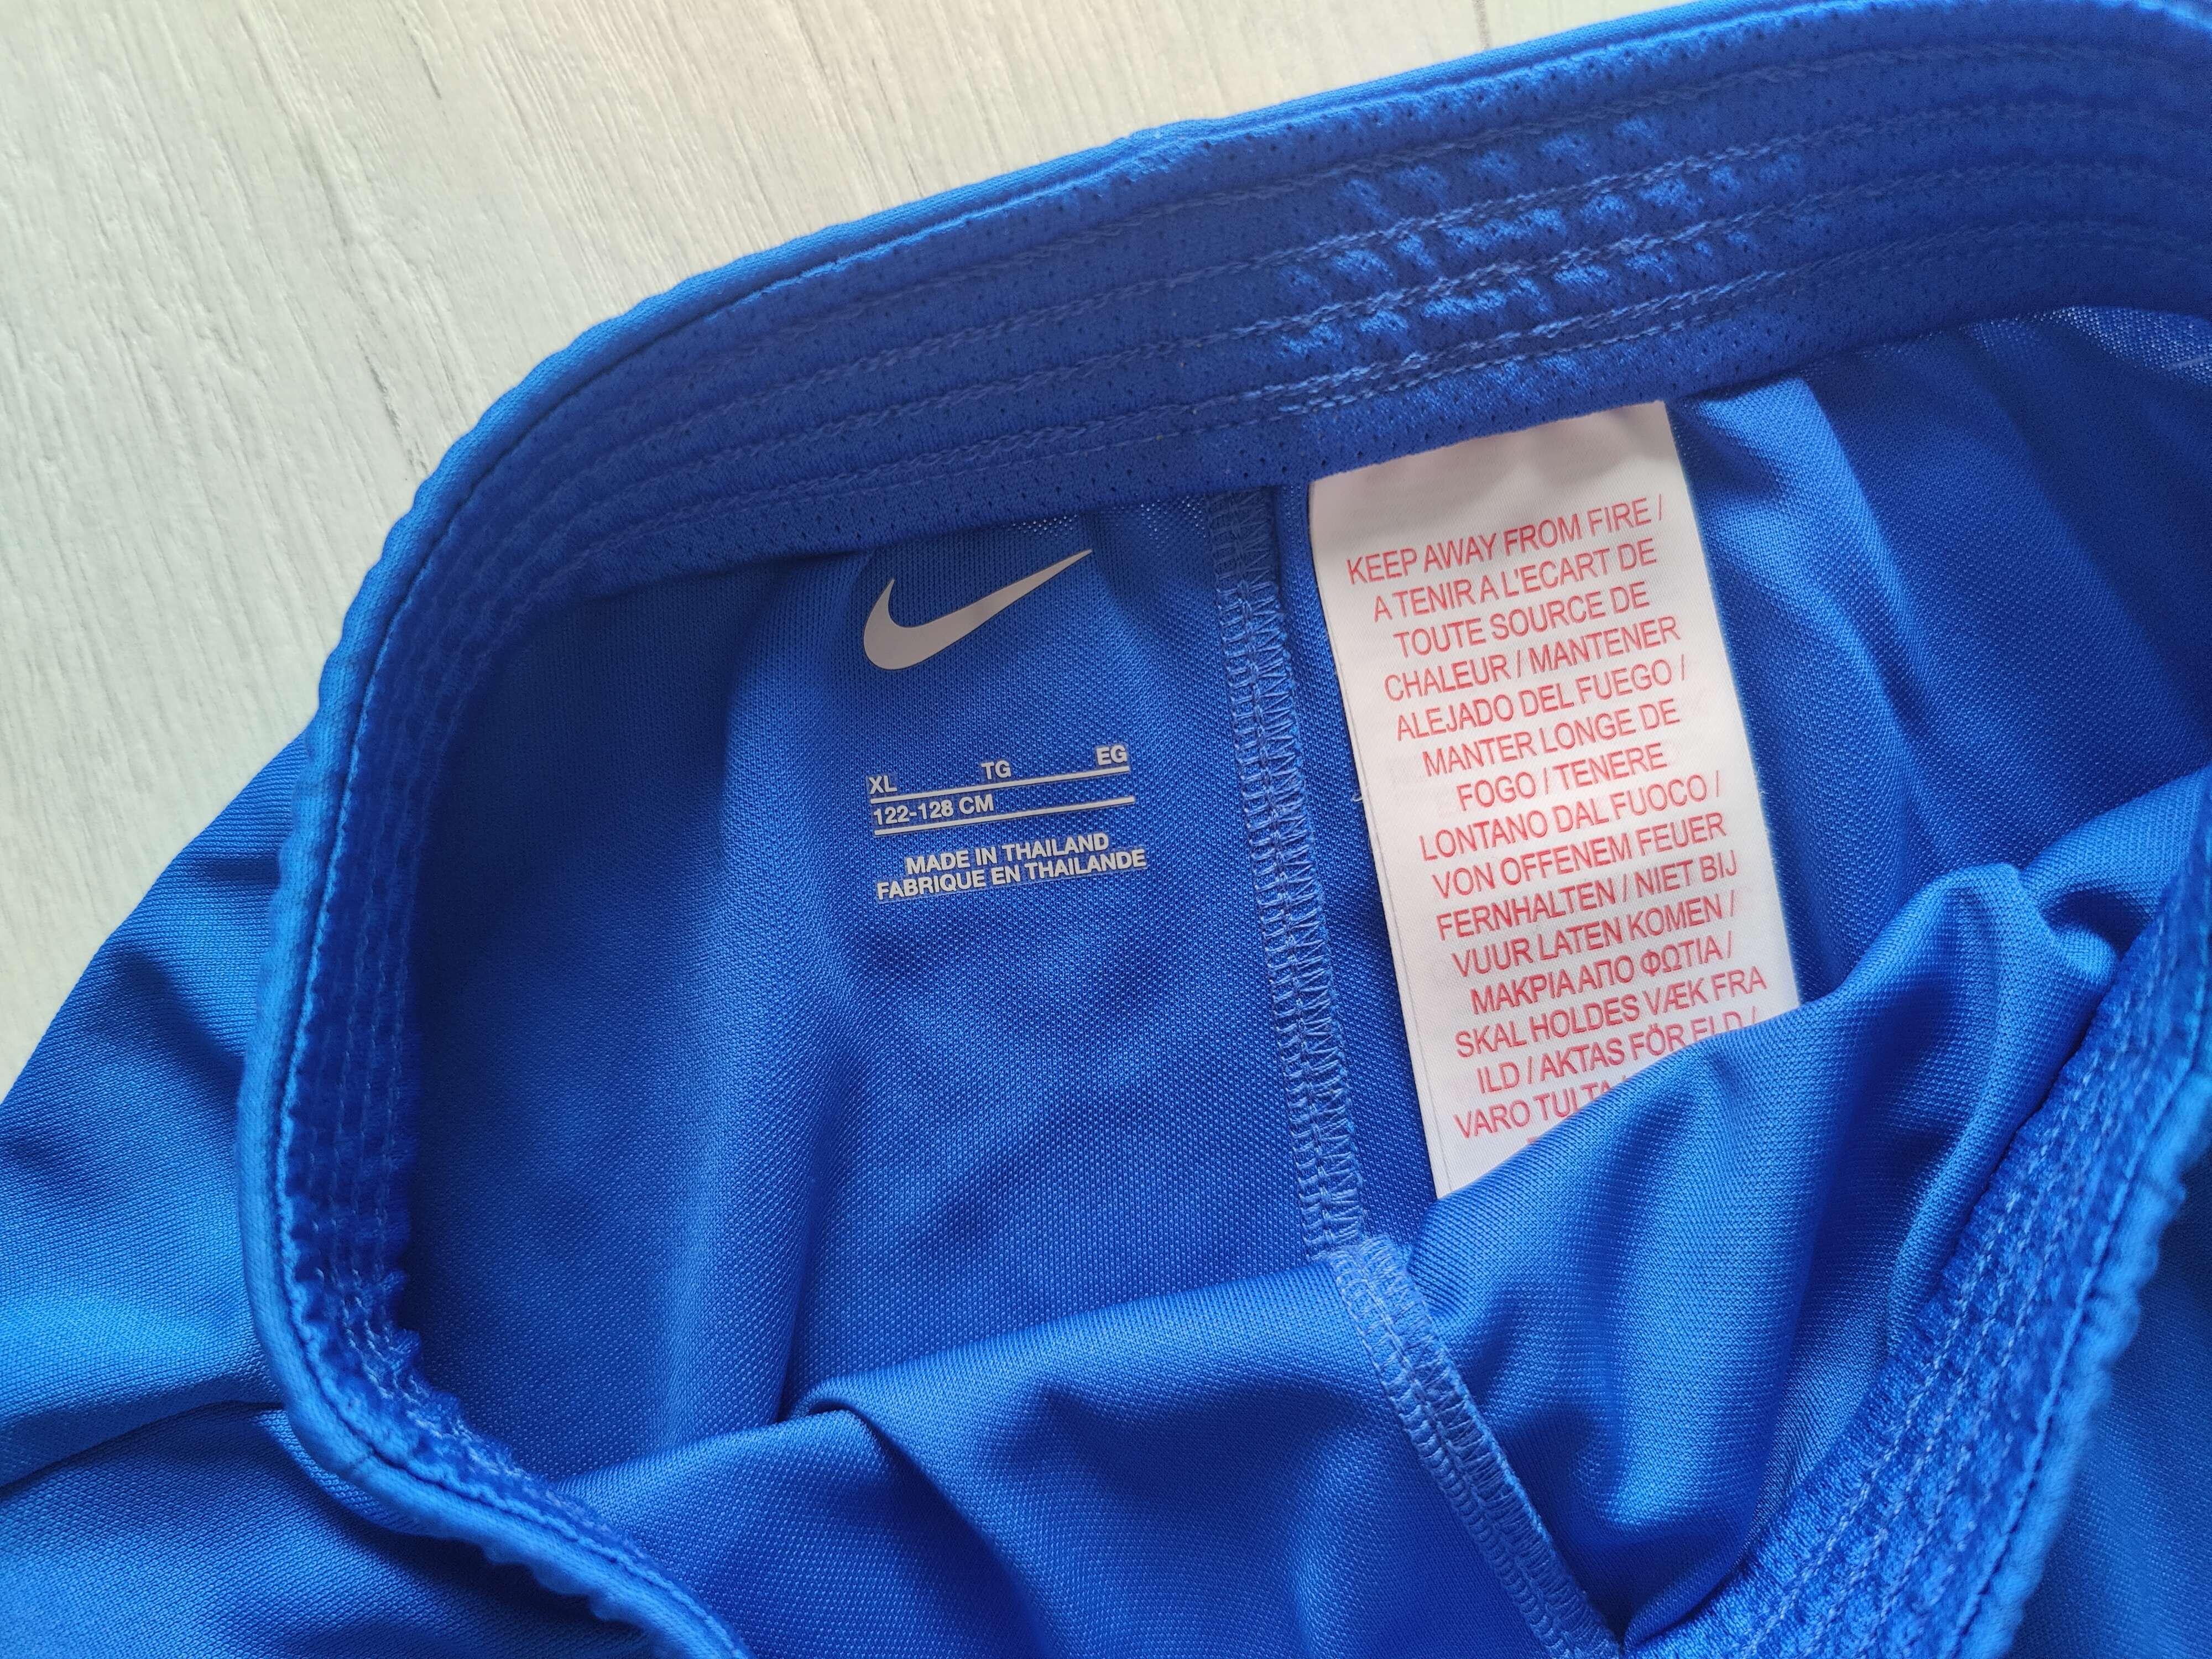 XL TG EG
122-128 CM
MADE IN THAILAND
FABRIQUE EN THAILANDE
KEEP AWAY FROM FIRE /
A TENIR A L'ECART DE
TOUTE SOURCE DE
CHALEUR / MANTENER
ALEJADO DEL FUEGO /
MANTER LONGE DE
FOGO / TENERE
LONTANO DAL FUOCO /
VON OFFENEM FEUER
FERNHALTEN / NIET BIJ
VUUR LATEN KOMEN /
ΜΑΚΡΙΑ ΑΠΟ ΦΩΤΙΑ /
SKAL HOLDES VÆK FRA
ILD / AKTAS FÖR ELD /
VARO